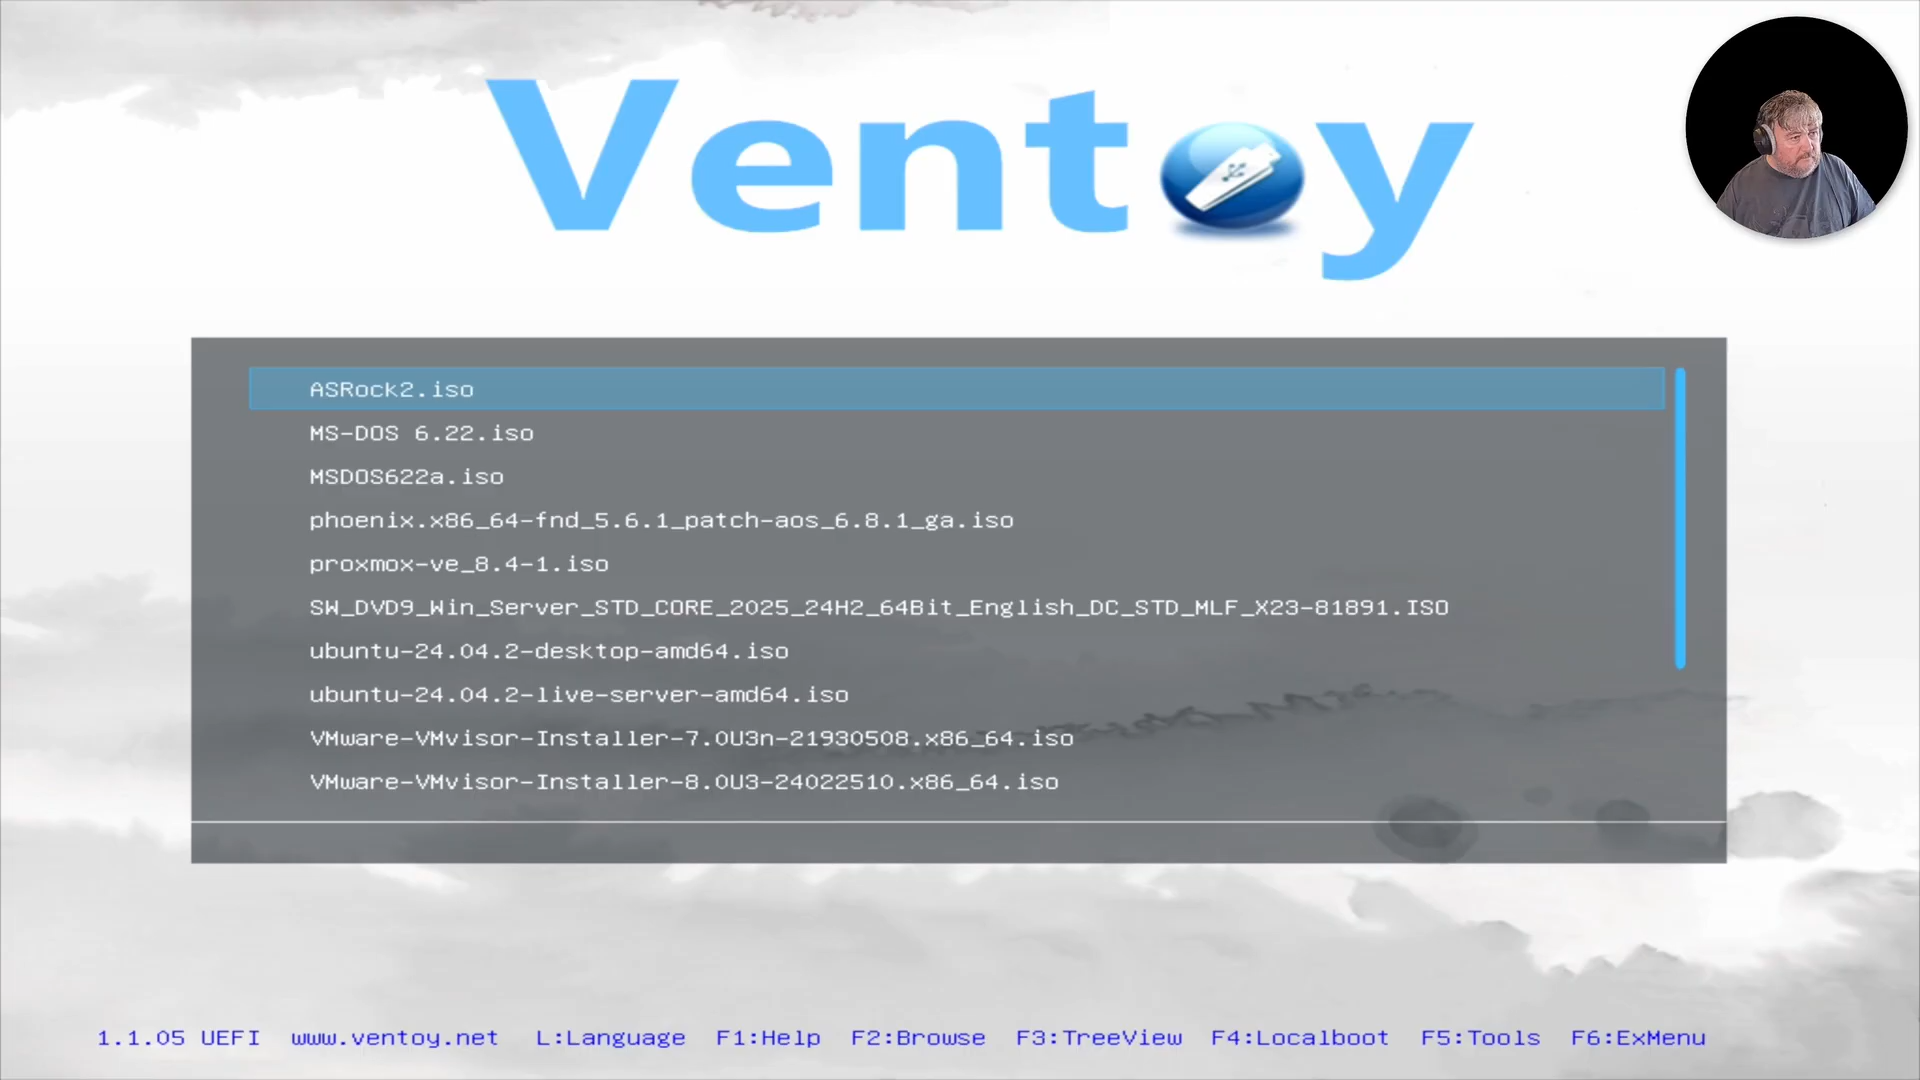 Ventoy
ASRock2.iso
MS-DOS 6.22.iso
MSDOS622a.iso
phoenix.x86_64-fnd_5.6.1_patch-aos_6.8.1_ga.iso
proxmox-ve_8.4-1.iso
SW_DVD9_Win_Server_STD_CORE_2025_24H2_64Bit_English_DC_STD_MLF_X23-81891.ISO
ubuntu-24.04.2-desktop-amd64.iso
ubuntu-24.04.2-live-server-amd64.iso
VMware-VMvisor-Installer-7.0U3n-21930508.x86_64.iso
VMware-VMvisor-Installer-8.0U3-24022510.x86_64.iso
1.1.05 UEFI www.ventoy.net L:Language F1:Help F2:Browse F3:TreeView F4:Localboot F5:Tools F6:ExMenu